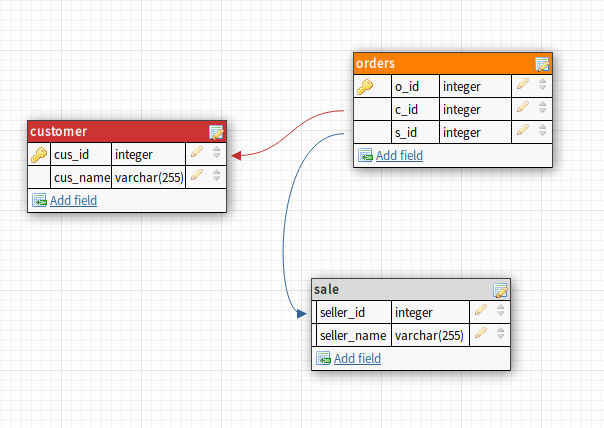 orders
o_id integer
c_id integer
s_id integer
Add field
customer
cus_id integer
cus_name varchar(255)
Add field
sale
seller_id integer
seller_name varchar(255)
Add field